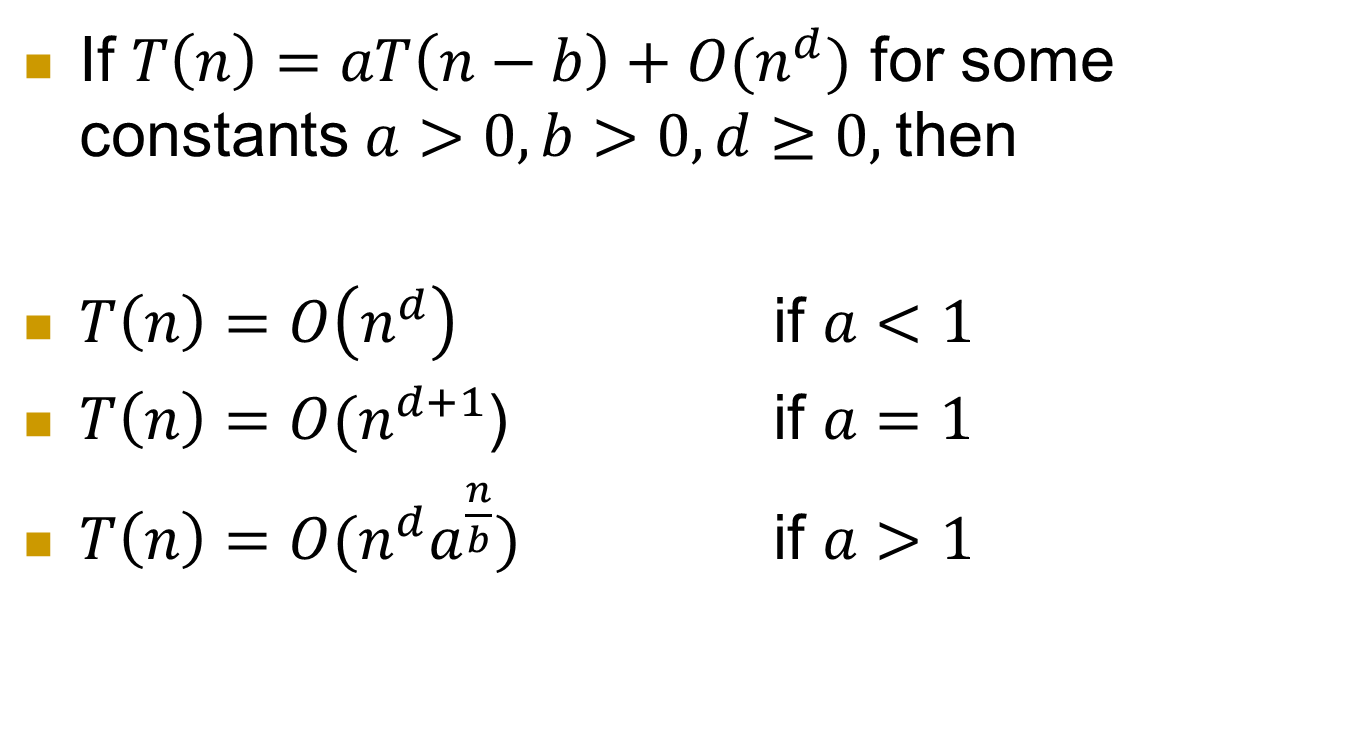 ■ If 𝑇(𝑛) = 𝑎𝑇(𝑛 − 𝑏) + 𝑂(𝑛^𝑑) for some
constants 𝑎 > 0, 𝑏 > 0, 𝑑 ≥ 0, then
■ 𝑇(𝑛) = 𝑂(𝑛^𝑑) if 𝑎 < 1
■ 𝑇(𝑛) = 𝑂(𝑛^{𝑑+1}) if 𝑎 = 1
■ 𝑇(𝑛) = 𝑂(𝑛^𝑑 𝑎^{𝑛/𝑏}) if 𝑎 > 1